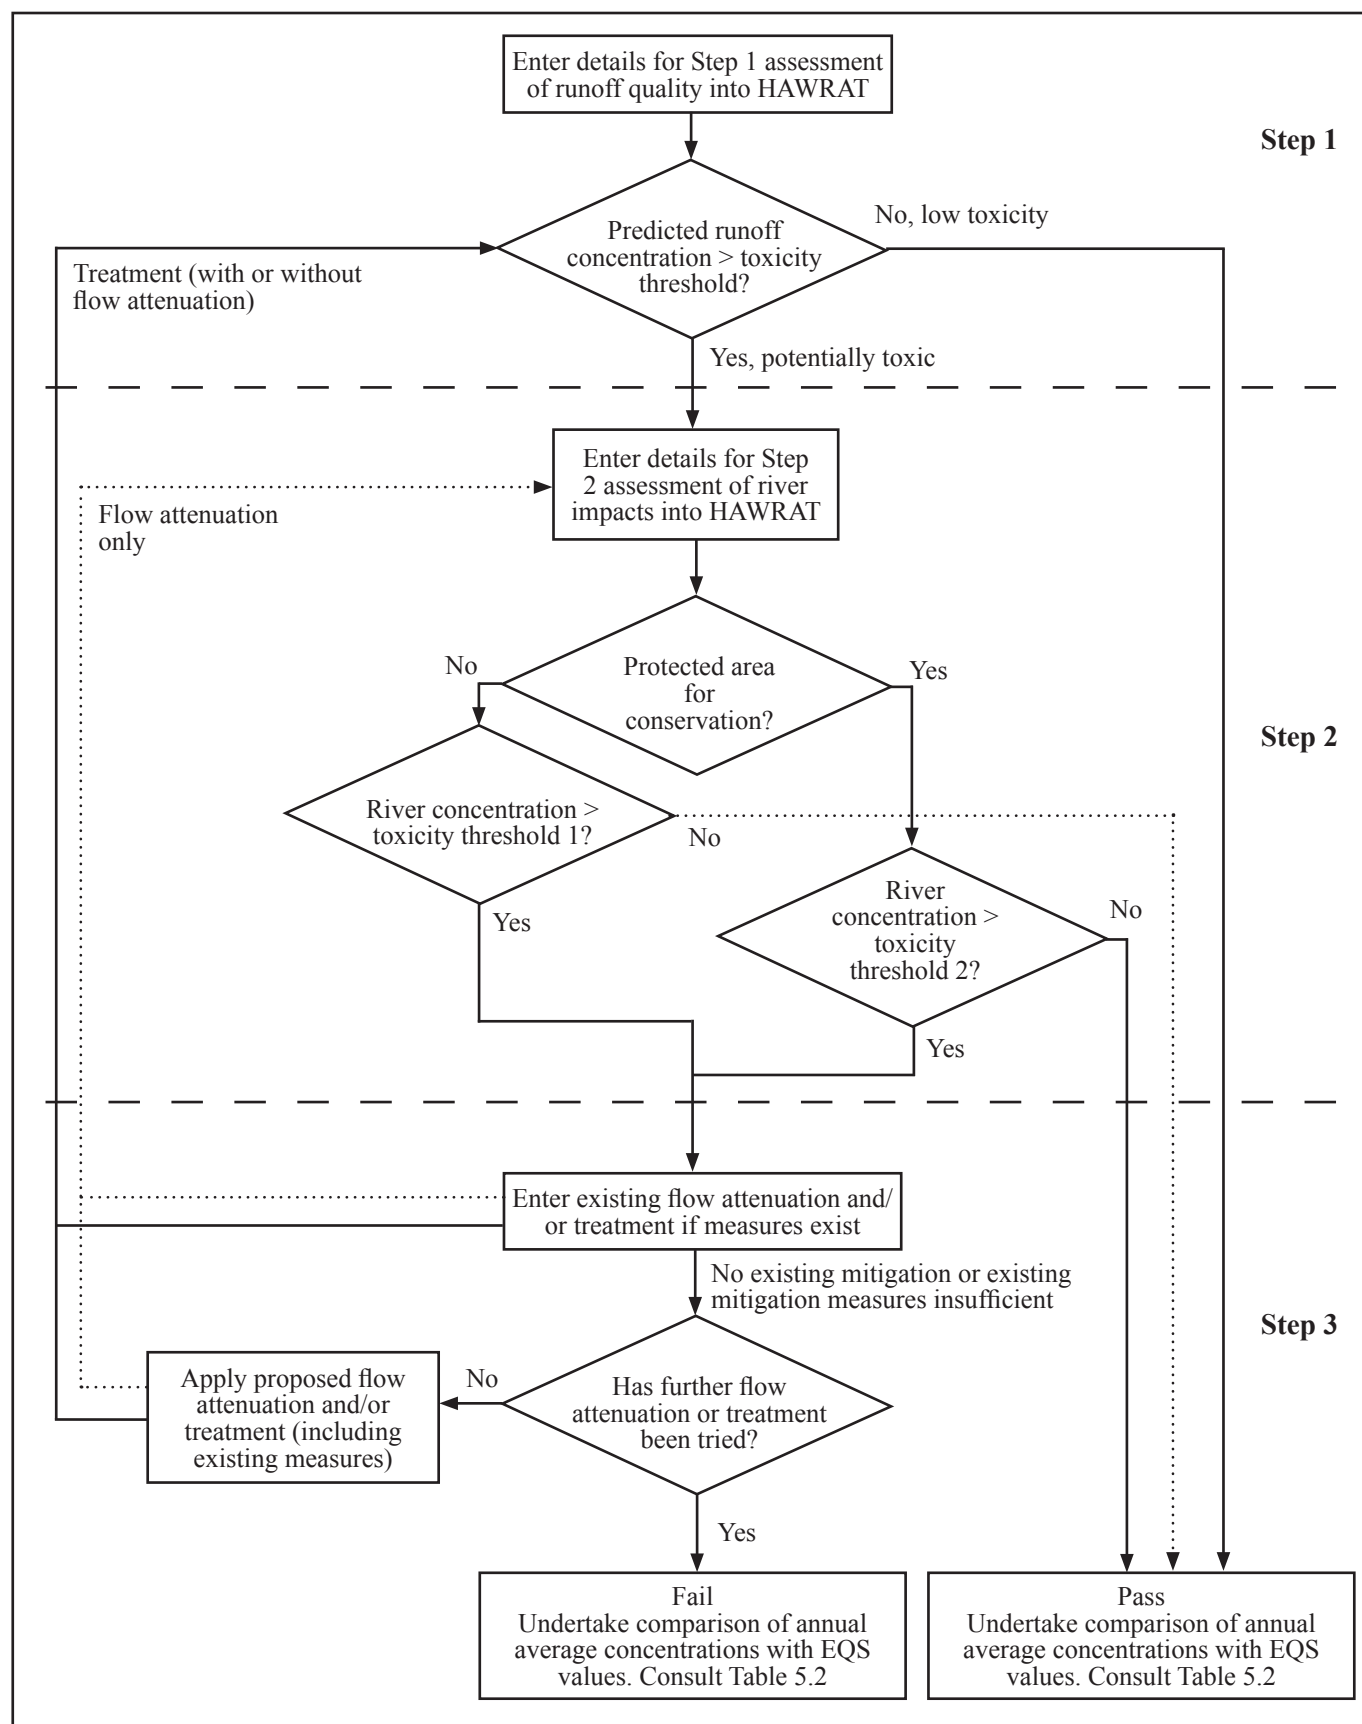 Enter details for Step 1 assessment
of runoff quality into HAWRAT
Step 1
No, low toxicity
Predicted runoff
concentration > toxicity
threshold?
Treatment (with or without
flow attenuation)
Yes, potentially toxic
Enter details for Step
2 assessment of river
impacts into HAWRAT
Flow attenuation
only
No
Protected area
for
conservation?
Yes
Step 2
River concentration >
toxicity threshold 1?
No
River
concentration >
toxicity
threshold 2?
No
Yes
Yes
Enter existing flow attenuation and/
or treatment if measures exist
No existing mitigation or existing
mitigation measures insufficient
Step 3
Apply proposed flow
attenuation and/or
treatment (including
existing measures)
No
Has further flow
attenuation or treatment
been tried?
Yes
Fail
Undertake comparison of annual
average concentrations with EQS
values. Consult Table 5.2
Pass
Undertake comparison of annual
average concentrations with EQS
values. Consult Table 5.2